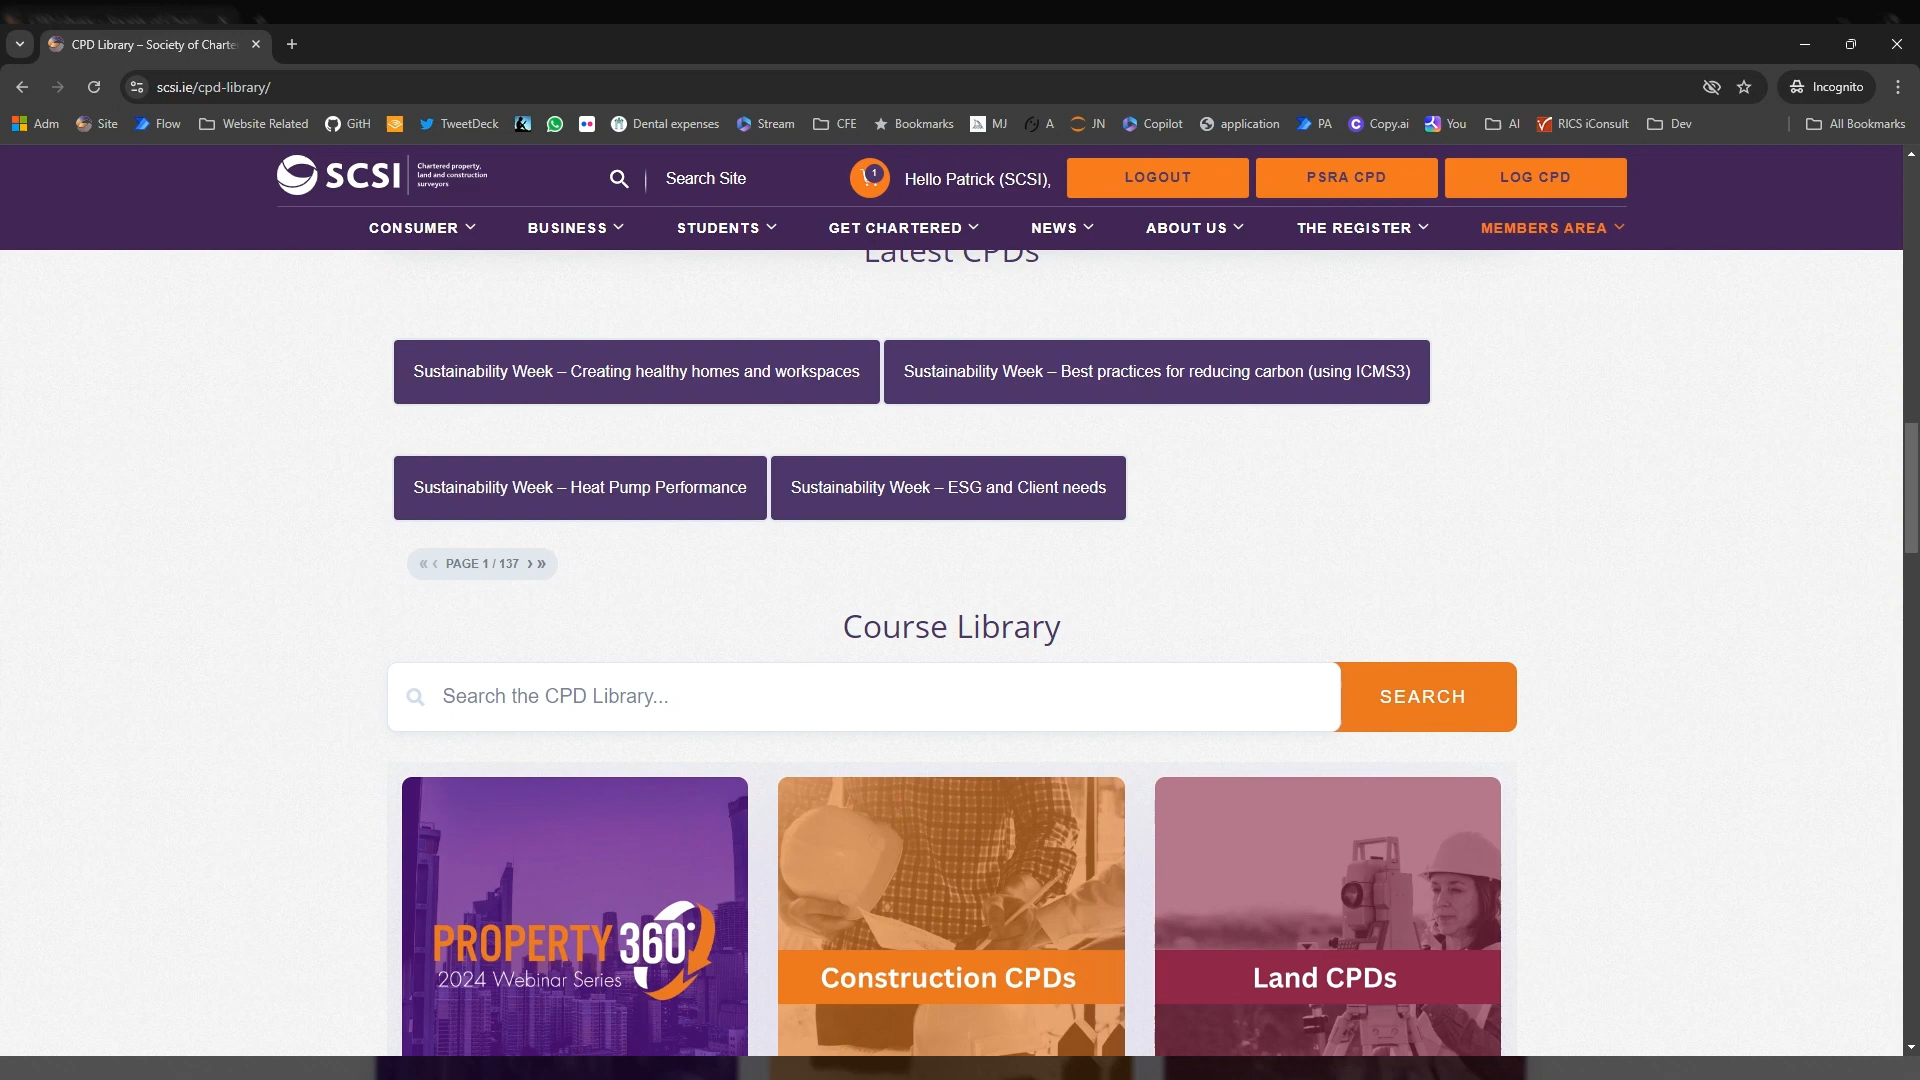 CPD Library – Society of Charte
scsi.ie/cpd-library/
Incognito
Adm
Site
Flow
Website Related
GitH
TweetDeck
Dental expenses
Stream
CFE
Bookmarks
MJ
A
JN
Copilot
application
PA
Copy.ai
You
AI
RICS iConsult
Dev
All Bookmarks
SCSI
Chartered property,
land and construction
surveyors
Search Site
1
Hello Patrick (SCSI),
LOGOUT
PSRA CPD
LOG CPD
CONSUMER
BUSINESS
STUDENTS
GET CHARTERED
NEWS
ABOUT US
THE REGISTER
MEMBERS AREA
Latest CPDs
Sustainability Week – Creating healthy homes and workspaces
Sustainability Week – Best practices for reducing carbon (using ICMS3)
Sustainability Week – Heat Pump Performance
Sustainability Week – ESG and Client needs
« ‹ PAGE 1 / 137 › »
Course Library
Search the CPD Library...
SEARCH
PROPERTY 360°
2024 Webinar Series
Construction CPDs
Land CPDs